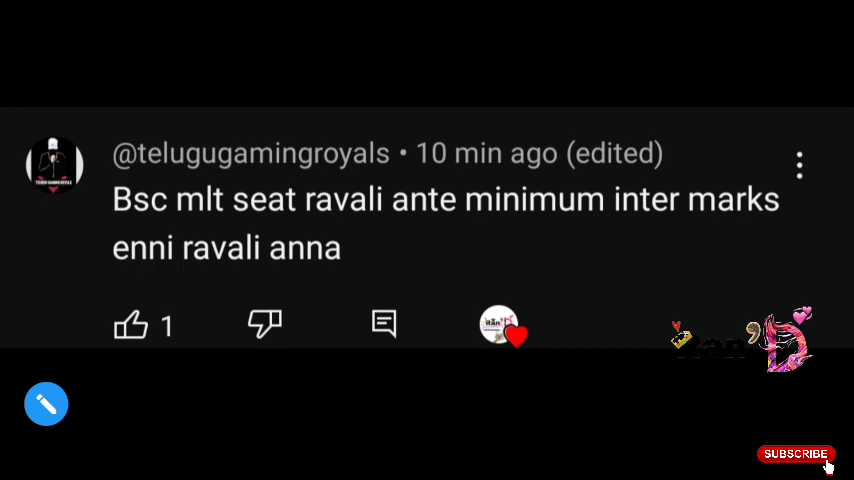 @telugugamingroyals • 10 min ago (edited)
Bsc mlt seat ravali ante minimum inter marks
enni ravali anna
1
SUBSCRIBE